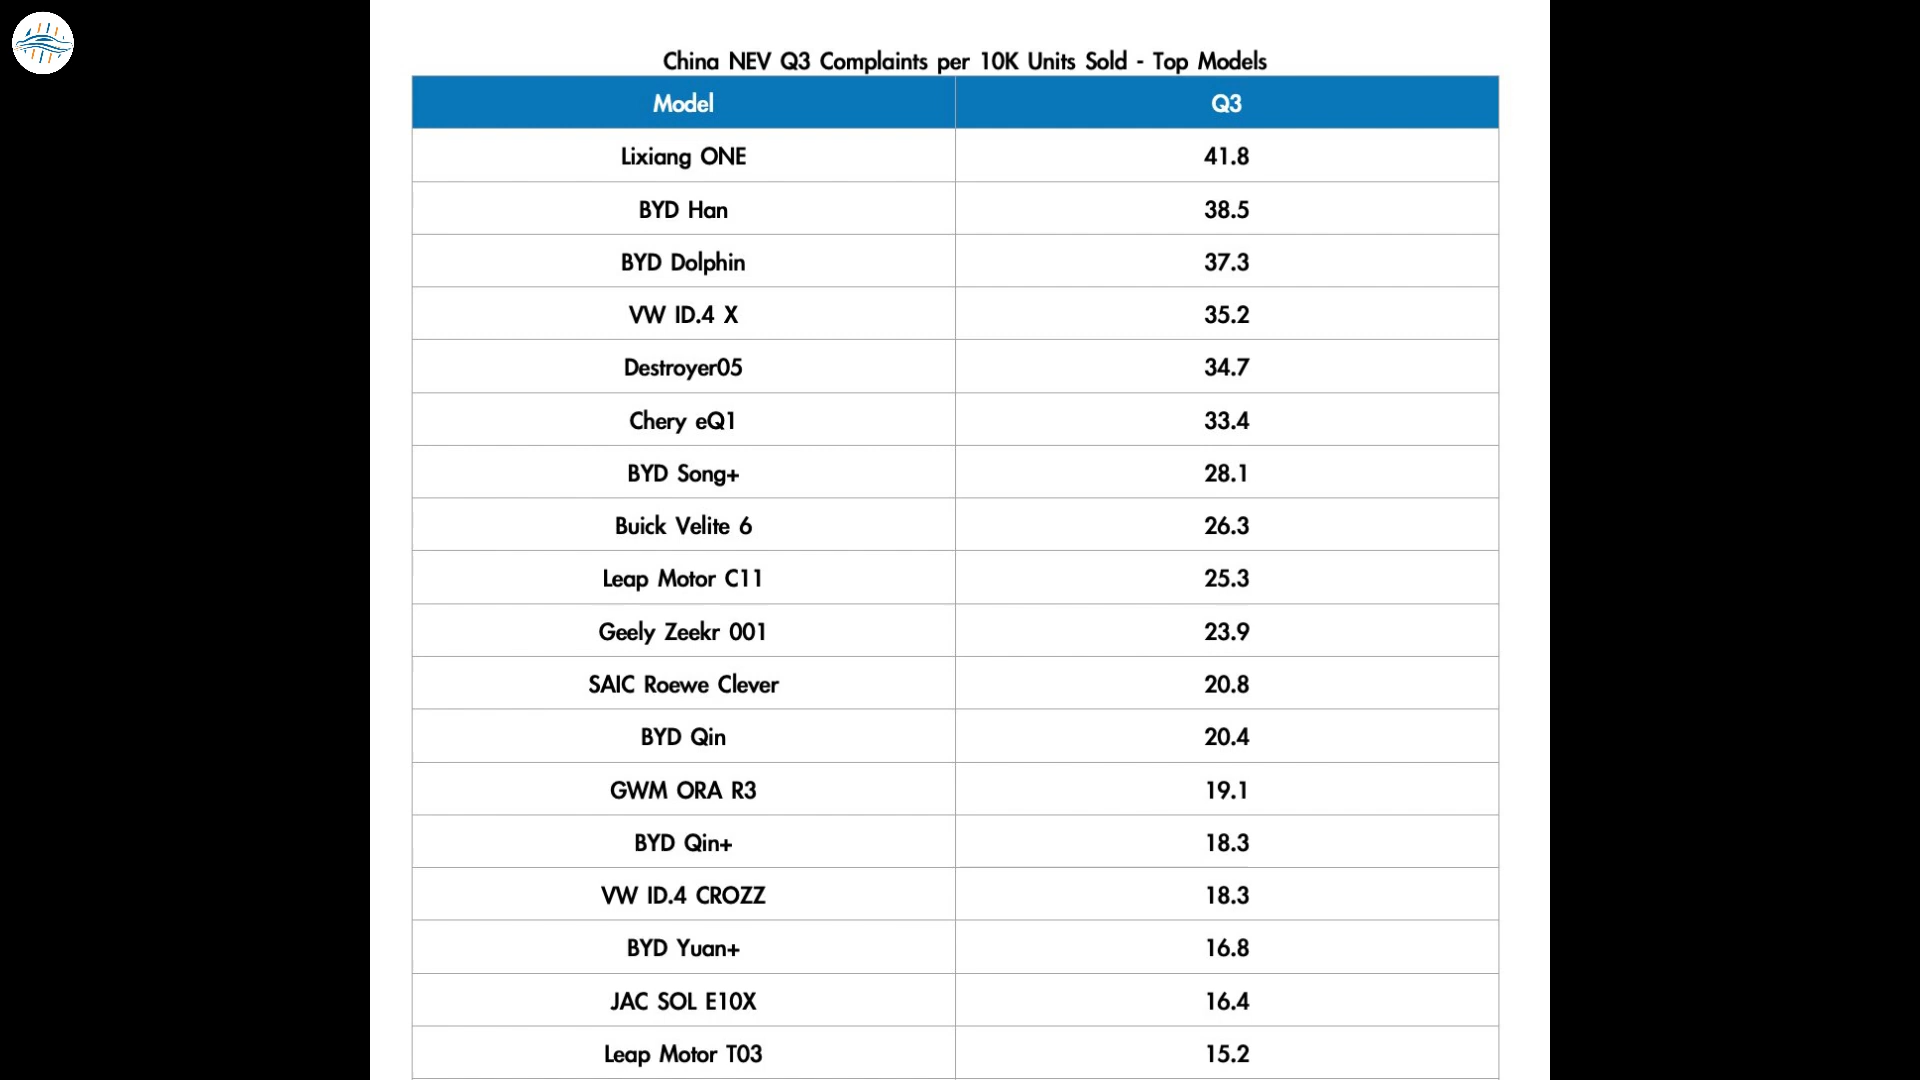 China NEV Q3 Complaints per 10K Units Sold - Top Models
Model Q3
Lixiang ONE 41.8
BYD Han 38.5
BYD Dolphin 37.3
VW ID.4 X 35.2
Destroyer05 34.7
Chery eQ1 33.4
BYD Song+ 28.1
Buick Velite 6 26.3
Leap Motor C11 25.3
Geely Zeekr 001 23.9
SAIC Roewe Clever 20.8
BYD Qin 20.4
GWM ORA R3 19.1
BYD Qin+ 18.3
VW ID.4 CROZZ 18.3
BYD Yuan+ 16.8
JAC SOL E10X 16.4
Leap Motor T03 15.2